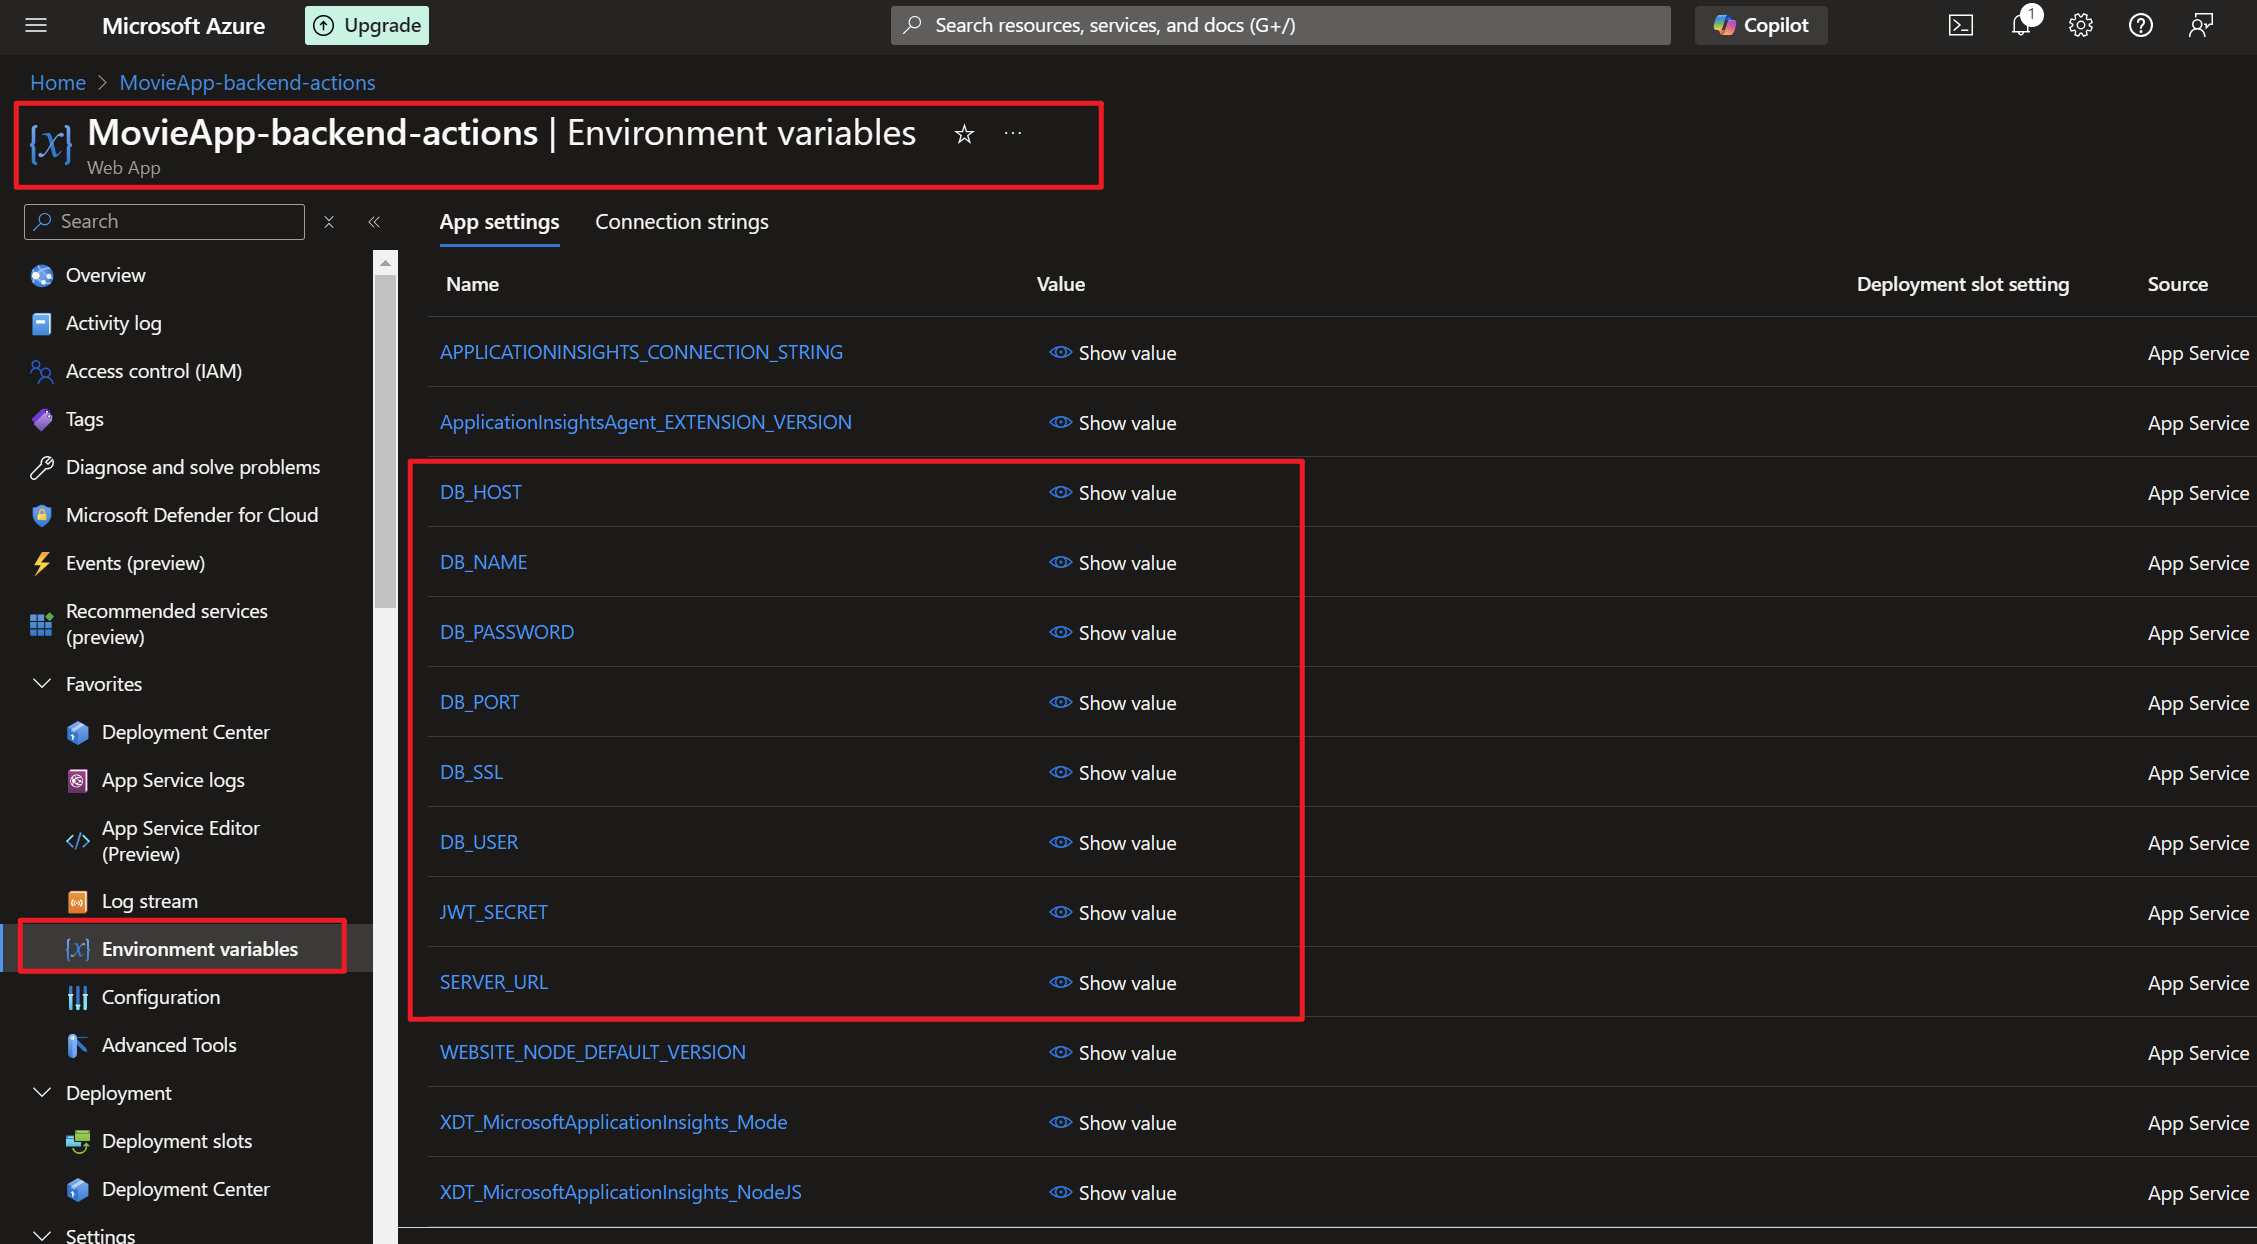 Microsoft Azure
Upgrade
Search resources, services, and docs (G+/)
Copilot
1
Home > MovieApp-backend-actions
{x}
MovieApp-backend-actions | Environment variables
Web App
Search
Overview
Activity log
Access control (IAM)
Tags
Diagnose and solve problems
Microsoft Defender for Cloud
Events (preview)
Recommended services
(preview)
Favorites
Deployment Center
App Service logs
App Service Editor
(Preview)
Log stream
{x} Environment variables
Configuration
Advanced Tools
Deployment
Deployment slots
Deployment Center
Settings
App settings Connection strings
Name Value Deployment slot setting Source
APPLICATIONINSIGHTS_CONNECTION_STRING Show value App Service
ApplicationInsightsAgent_EXTENSION_VERSION Show value App Service
DB_HOST Show value App Service
DB_NAME Show value App Service
DB_PASSWORD Show value App Service
DB_PORT Show value App Service
DB_SSL Show value App Service
DB_USER Show value App Service
JWT_SECRET Show value App Service
SERVER_URL Show value App Service
WEBSITE_NODE_DEFAULT_VERSION Show value App Service
XDT_MicrosoftApplicationInsights_Mode Show value App Service
XDT_MicrosoftApplicationInsights_NodeJS Show value App Service